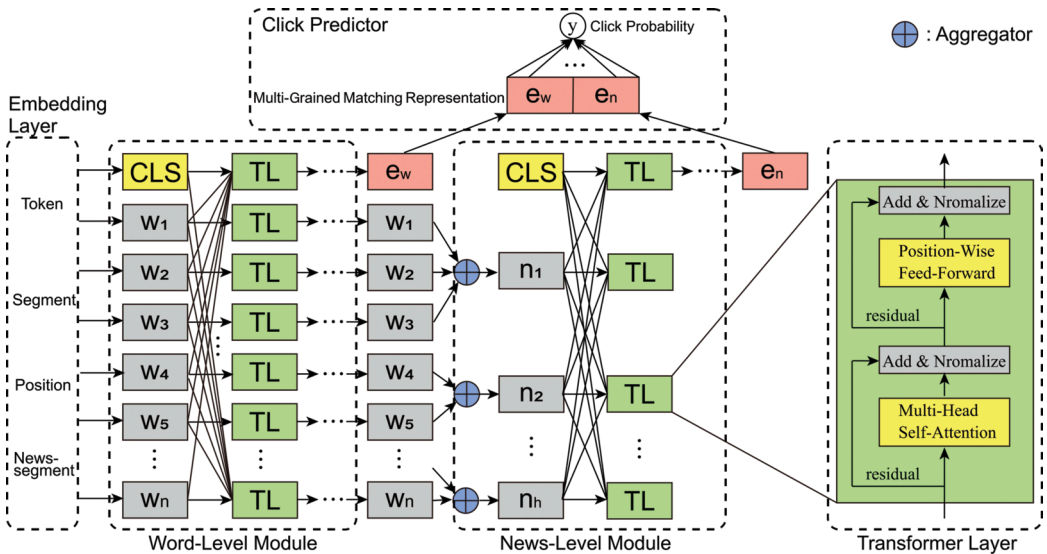 Click Predictor
y
Click Probability
: Aggregator
Multi-Grained Matching Representation
ew
en
Embedding
Layer
Token
Segment
Position
News-
segment
CLS
TL
ew
CLS
TL
en
w1
TL
w1
w2
TL
w2
n1
TL
w3
TL
w3
w4
TL
w4
n2
TL
w5
TL
w5
wn
TL
wn
nh
TL
Add & Nromalize
Position-Wise
Feed-Forward
residual
Add & Nromalize
Multi-Head
Self-Attention
residual
Word-Level Module
News-Level Module
Transformer Layer